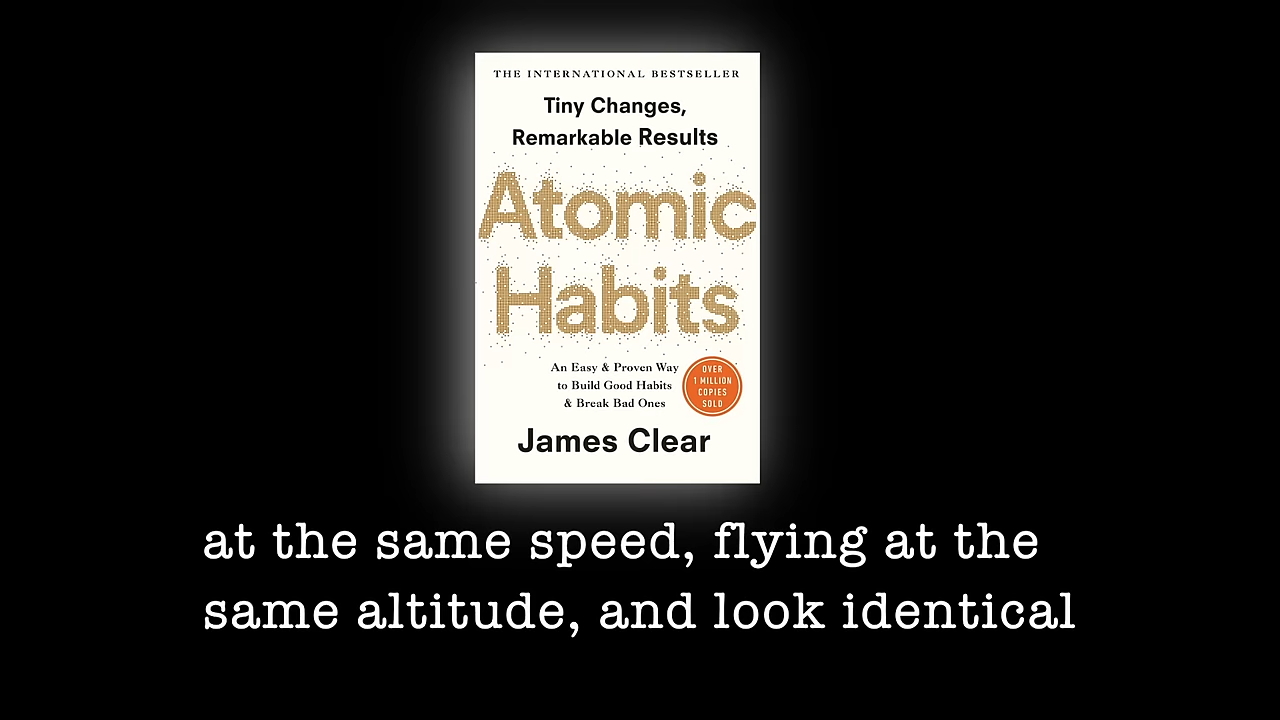 THE INTERNATIONAL BESTSELLER
Tiny Changes,
Remarkable Results
Atomic
Habits
An Easy & Proven Way
to Build Good Habits
& Break Bad Ones
OVER
1 MILLION
COPIES
SOLD
James Clear
at the same speed, flying at the
same altitude, and look identical